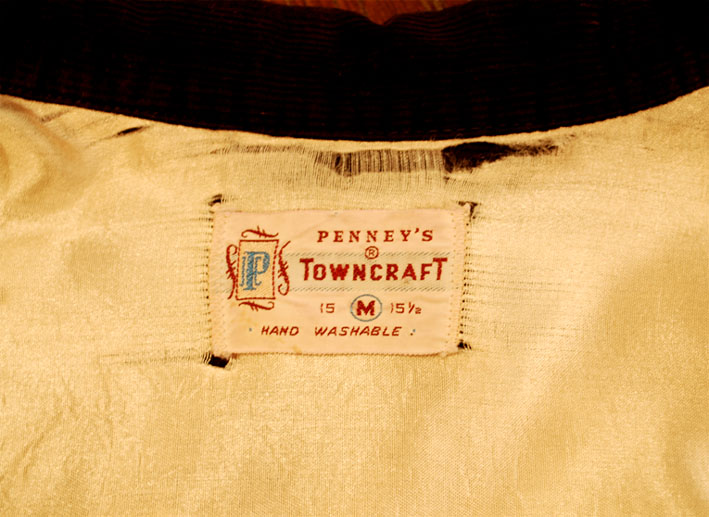 PENNEY'S
®
P TOWNCRAFT
15 M 15½
· HAND WASHABLE ·